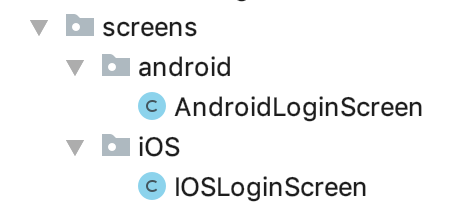 screens
android
C AndroidLoginScreen
iOS
C IOSLoginScreen